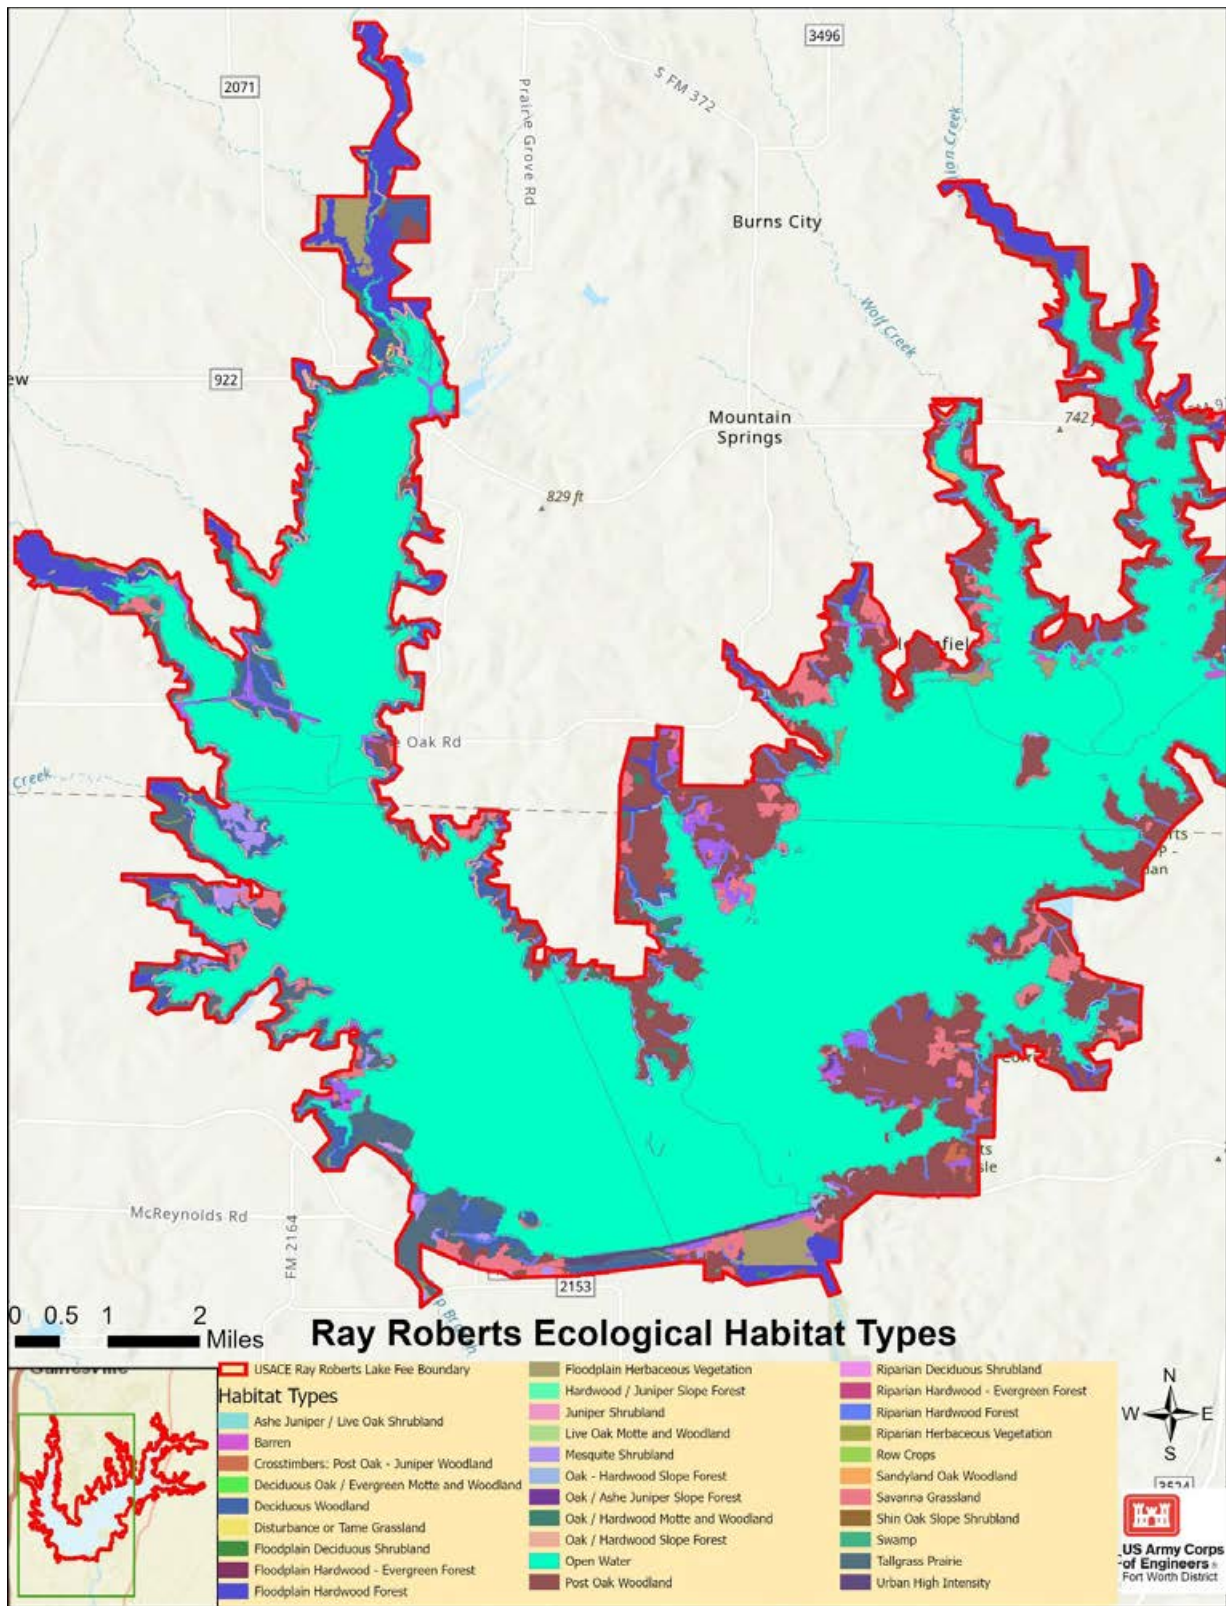 3496
2071
S FM 372
Prairie Grove Rd
Burns City
Wolf Creek
922
Mountain
Springs
742
829 ft
Oak Rd
Creek
McReynolds Rd
FM 2164
2153
0 0.5 1 2
Miles
Ray Roberts Ecological Habitat Types
USACE Ray Roberts Lake Fee Boundary
Habitat Types
Ashe Juniper / Live Oak Shrubland
Barren
Crosstimbers: Post Oak - Juniper Woodland
Deciduous Oak / Evergreen Motte and Woodland
Deciduous Woodland
Disturbance or Tame Grassland
Floodplain Deciduous Shrubland
Floodplain Hardwood - Evergreen Forest
Floodplain Hardwood Forest
Floodplain Herbaceous Vegetation
Hardwood / Juniper Slope Forest
Juniper Shrubland
Live Oak Motte and Woodland
Mesquite Shrubland
Oak - Hardwood Slope Forest
Oak / Ashe Juniper Slope Forest
Oak / Hardwood Motte and Woodland
Oak / Hardwood Slope Forest
Open Water
Post Oak Woodland
Riparian Deciduous Shrubland
Riparian Hardwood - Evergreen Forest
Riparian Hardwood Forest
Riparian Herbaceous Vegetation
Row Crops
Sandyland Oak Woodland
Savanna Grassland
Shin Oak Slope Shrubland
Swamp
Tallgrass Prairie
Urban High Intensity
N
W E
S
US Army Corps
of Engineers ®
Fort Worth District